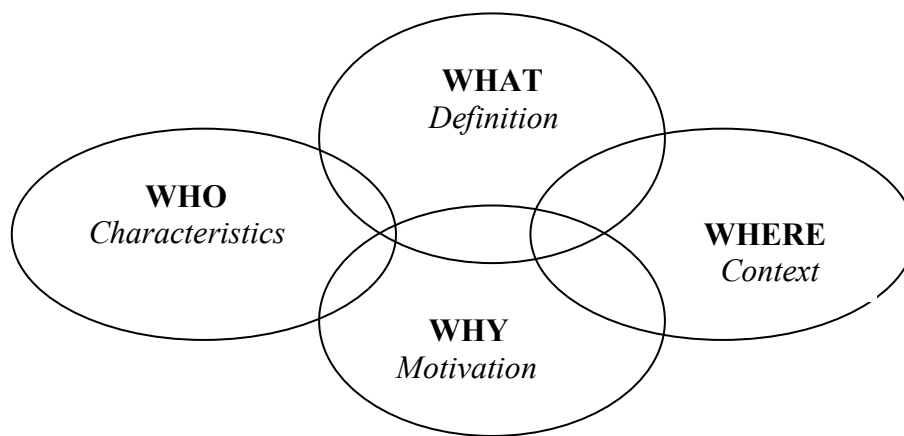 WHAT
Definition
WHO
Characteristics
WHERE
Context
WHY
Motivation